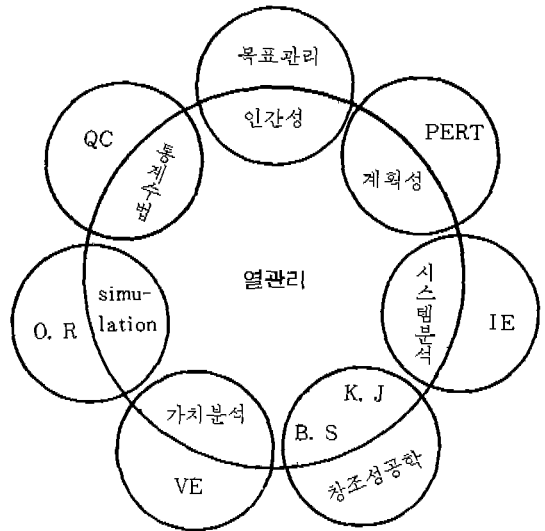 목표관리
인간성
QC
통계수법
PERT
계획성
열관리
시스템분석
IE
simu-
lation
O. R
K. J
B. S
창조성공학
가치분석
VE